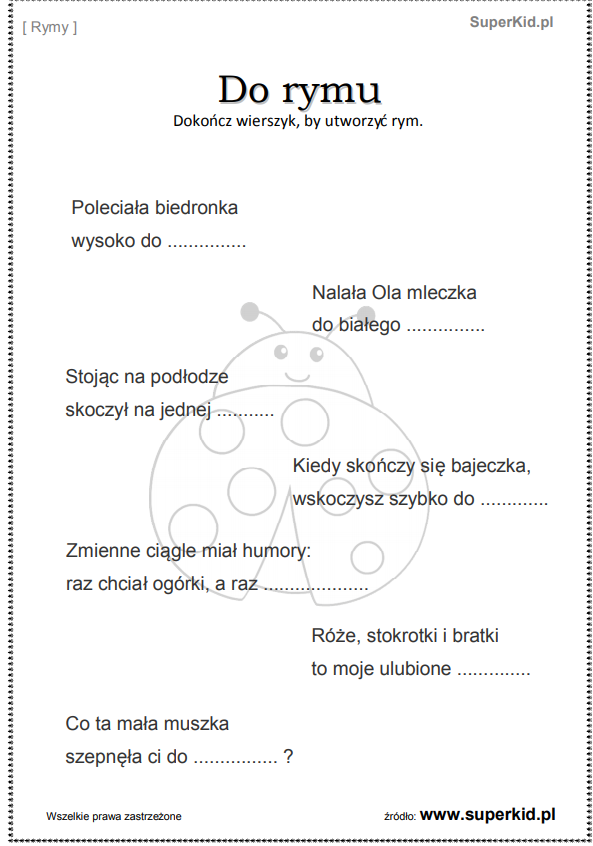 [ Rymy ]
SuperKid.pl
Do rymu
Dokończ wierszyk, by utworzyć rym.
Poleciała biedronka
wysoko do ...............
Nalała Ola mleczka
do białego ...............
Stojąc na podłodze
skoczył na jednej ...........
Kiedy skończy się bajeczka,
wskoczysz szybko do .............
Zmienne ciągle miał humory:
raz chciał ogórki, a raz ....................
Róże, stokrotki i bratki
to moje ulubione ..............
Co ta mała muszka
szepnęła ci do ................ ?
Wszelkie prawa zastrzeżone
źródło: www.superkid.pl